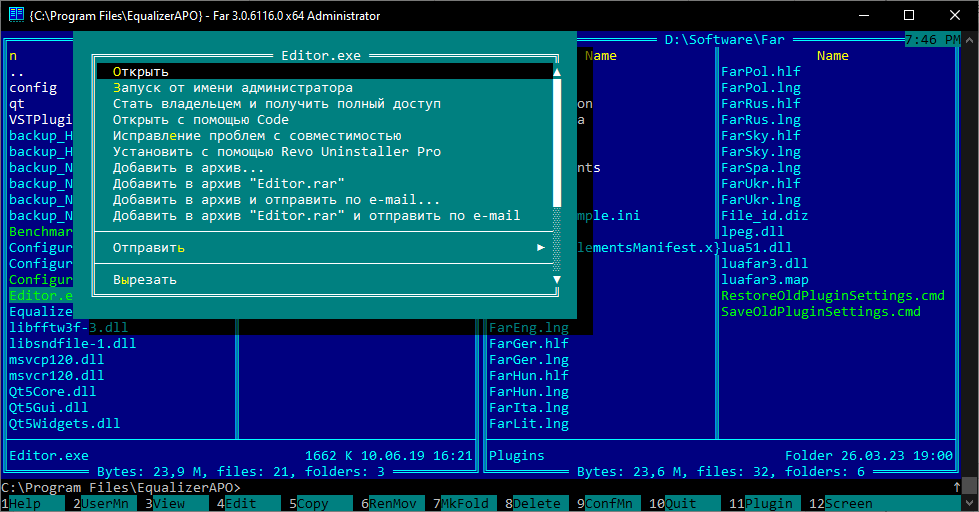 {C:\Program Files\EqualizerAPO} - Far 3.0.6116.0 x64 Administrator
D:\Software\Far 7:46 PM
n
Name
Name
..
config
qt
VSTPlugi
backup_H
backup_H
backup_N
backup_N
backup_N
backup_N
Benchmar
Configur
Configur
Configur
Editor.e
Equalize
libfftw3f-3.dll
libsndfile-1.dll
msvcp120.dll
msvcr120.dll
Qt5Core.dll
Qt5Gui.dll
Qt5Widgets.dll
Editor.exe
Открыть
Запуск от имени администратора
Стать владельцем и получить полный доступ
Открыть с помощью Code
Исправление проблем с совместимостью
Установить с помощью Revo Uninstaller Pro
Добавить в архив...
Добавить в архив "Editor.rar"
Добавить в архив и отправить по e-mail...
Добавить в архив "Editor.rar" и отправить по e-mail
Отправить
Вырезать
on
a
nts
mple.ini
lementsManifest.x}
FarEng.lng
FarGer.hlf
FarGer.lng
FarHun.hlf
FarHun.lng
FarIta.lng
FarLit.lng
FarPol.hlf
FarPol.lng
FarRus.hlf
FarRus.lng
FarSky.hlf
FarSky.lng
FarSpa.lng
FarUkr.hlf
FarUkr.lng
File_id.diz
lpeg.dll
lua51.dll
luafar3.dll
luafar3.map
RestoreOldPluginSettings.cmd
SaveOldPluginSettings.cmd
Editor.exe 1662 K 10.06.19 16:21
Bytes: 23,9 M, files: 21, folders: 3
Plugins Folder 26.03.23 19:00
Bytes: 23,6 M, files: 32, folders: 6
C:\Program Files\EqualizerAPO>
1Help 2UserMn 3View 4Edit 5Copy 6RenMov 7MkFold 8Delete 9ConfMn 10Quit 11Plugin 12Screen